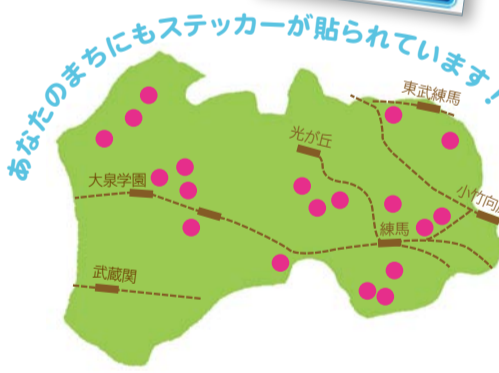 あなたのまちにもステッカーが貼られています!
東武練馬
光が丘
大泉学園
小竹向
練馬
武蔵関